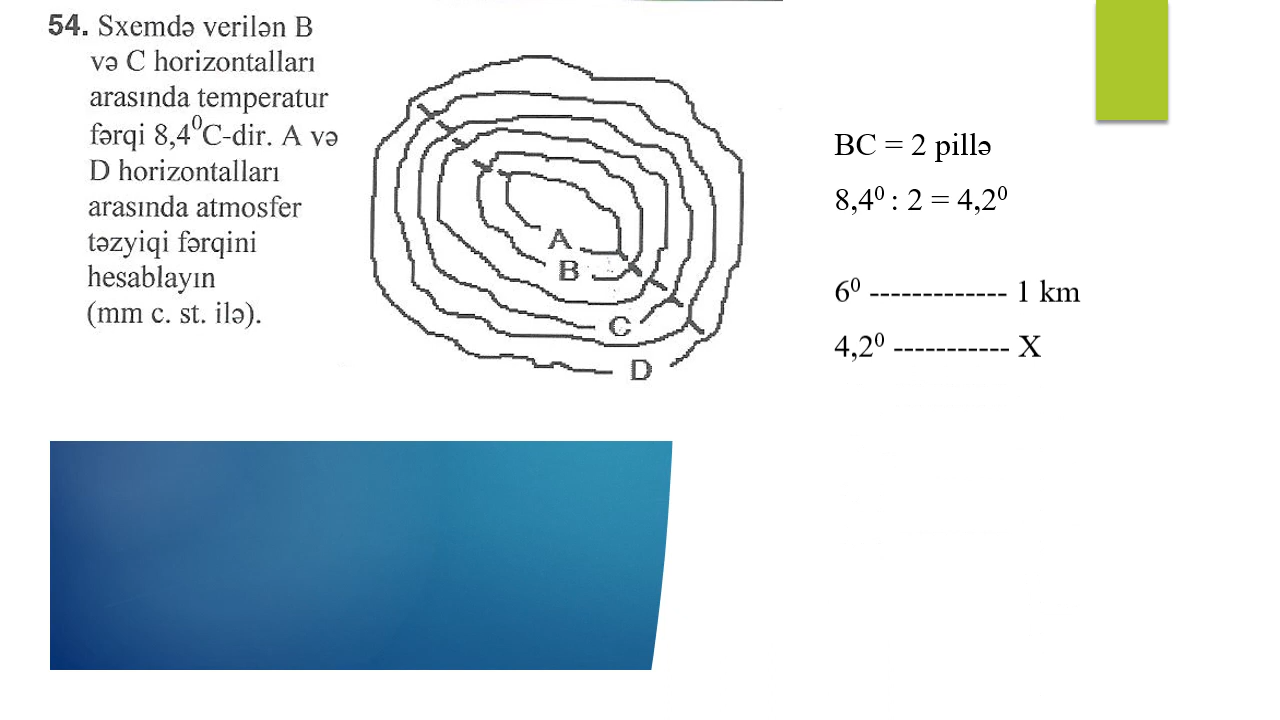 54. Sxemdə verilən B
və C horizontalları
arasında temperatur
fərqi 8,4⁰C-dir. A və
D horizontalları
arasında atmosfer
təzyiqi fərqini
hesablayın
(mm c. st. ilə).
A
B
C
D
BC = 2 pillə
8,4⁰ : 2 = 4,2⁰
6⁰ ------------- 1 km
4,2⁰ ----------- X